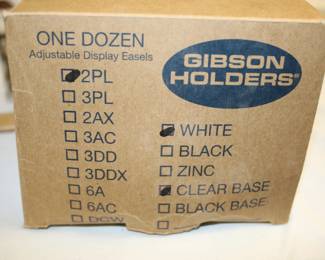 ONE DOZEN
Adjustable Display Easels
2PL
3PL
2AX
3AC
3DD
3DDX
6A
6AC
DCW
GIBSON
HOLDERS®
WHITE
BLACK
ZINC
CLEAR BASE
BLACK BASE